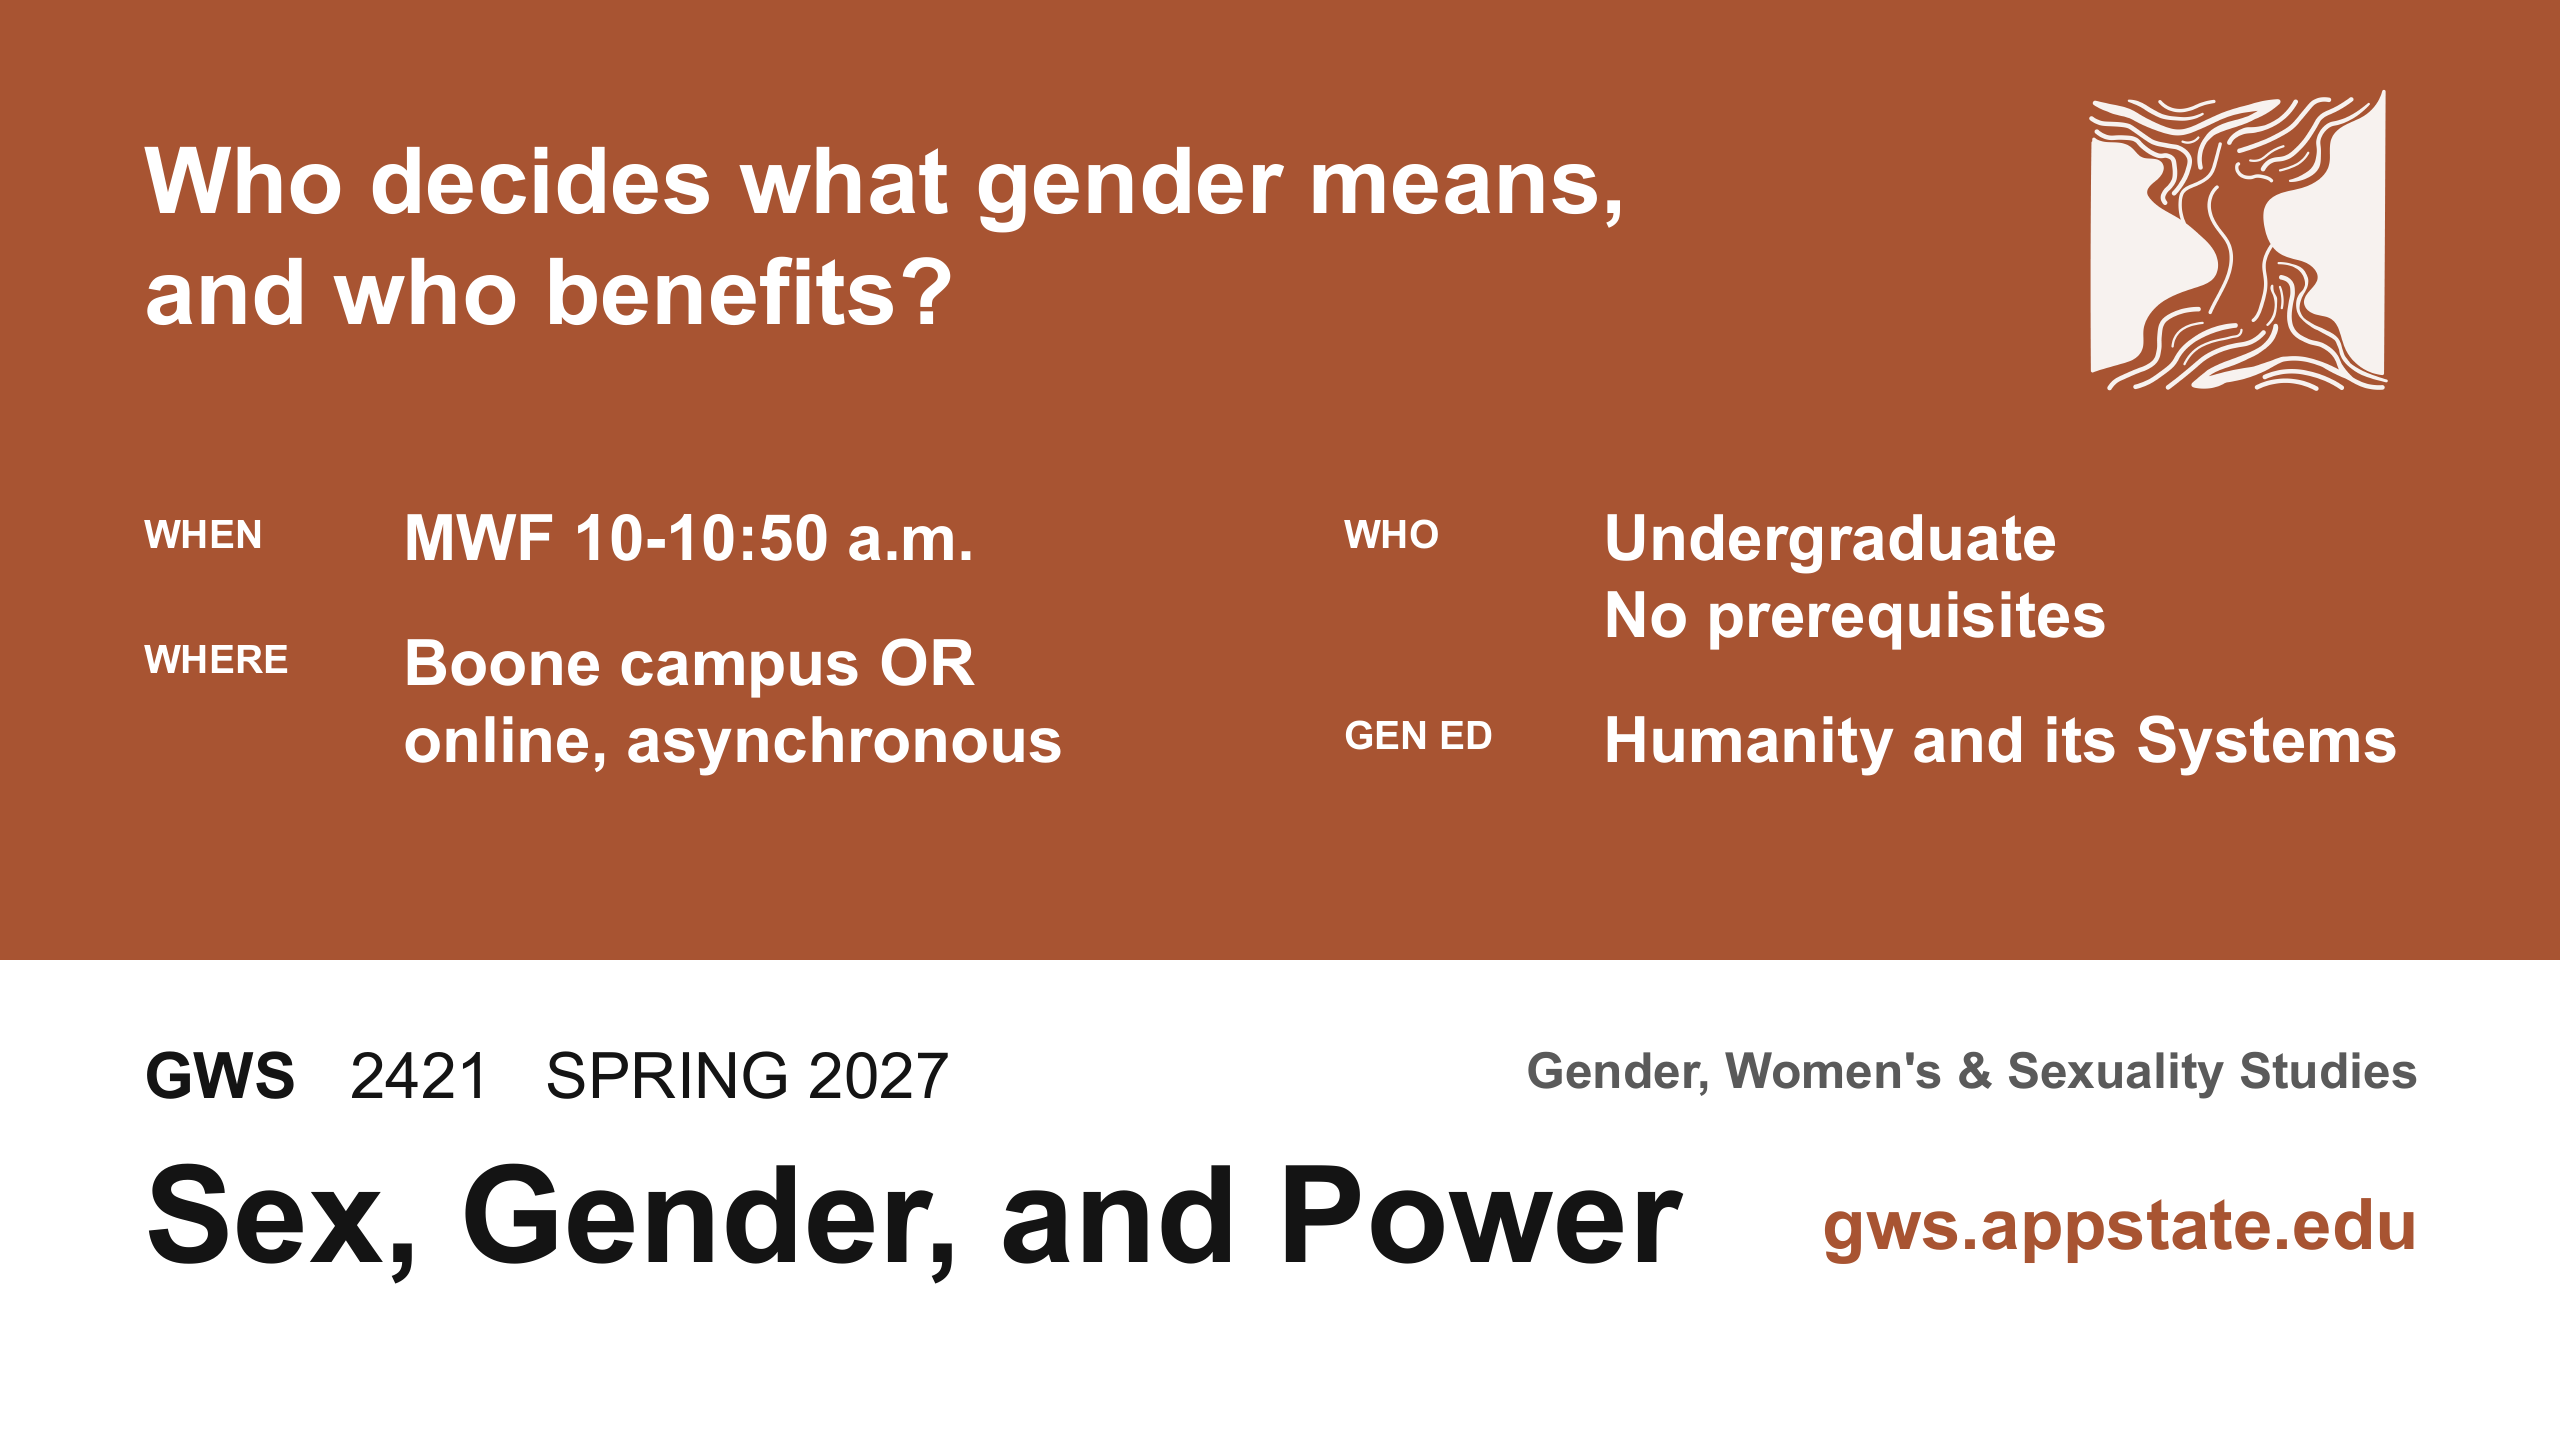 Who decides what gender means,
and who benefits?
WHEN
MWF 10-10:50 a.m.
WHERE
Boone campus OR
online, asynchronous
WHO
Undergraduate
No prerequisites
GEN ED
Humanity and its Systems
GWS 2421 SPRING 2027
Sex, Gender, and Power
Gender, Women's & Sexuality Studies
gws.appstate.edu